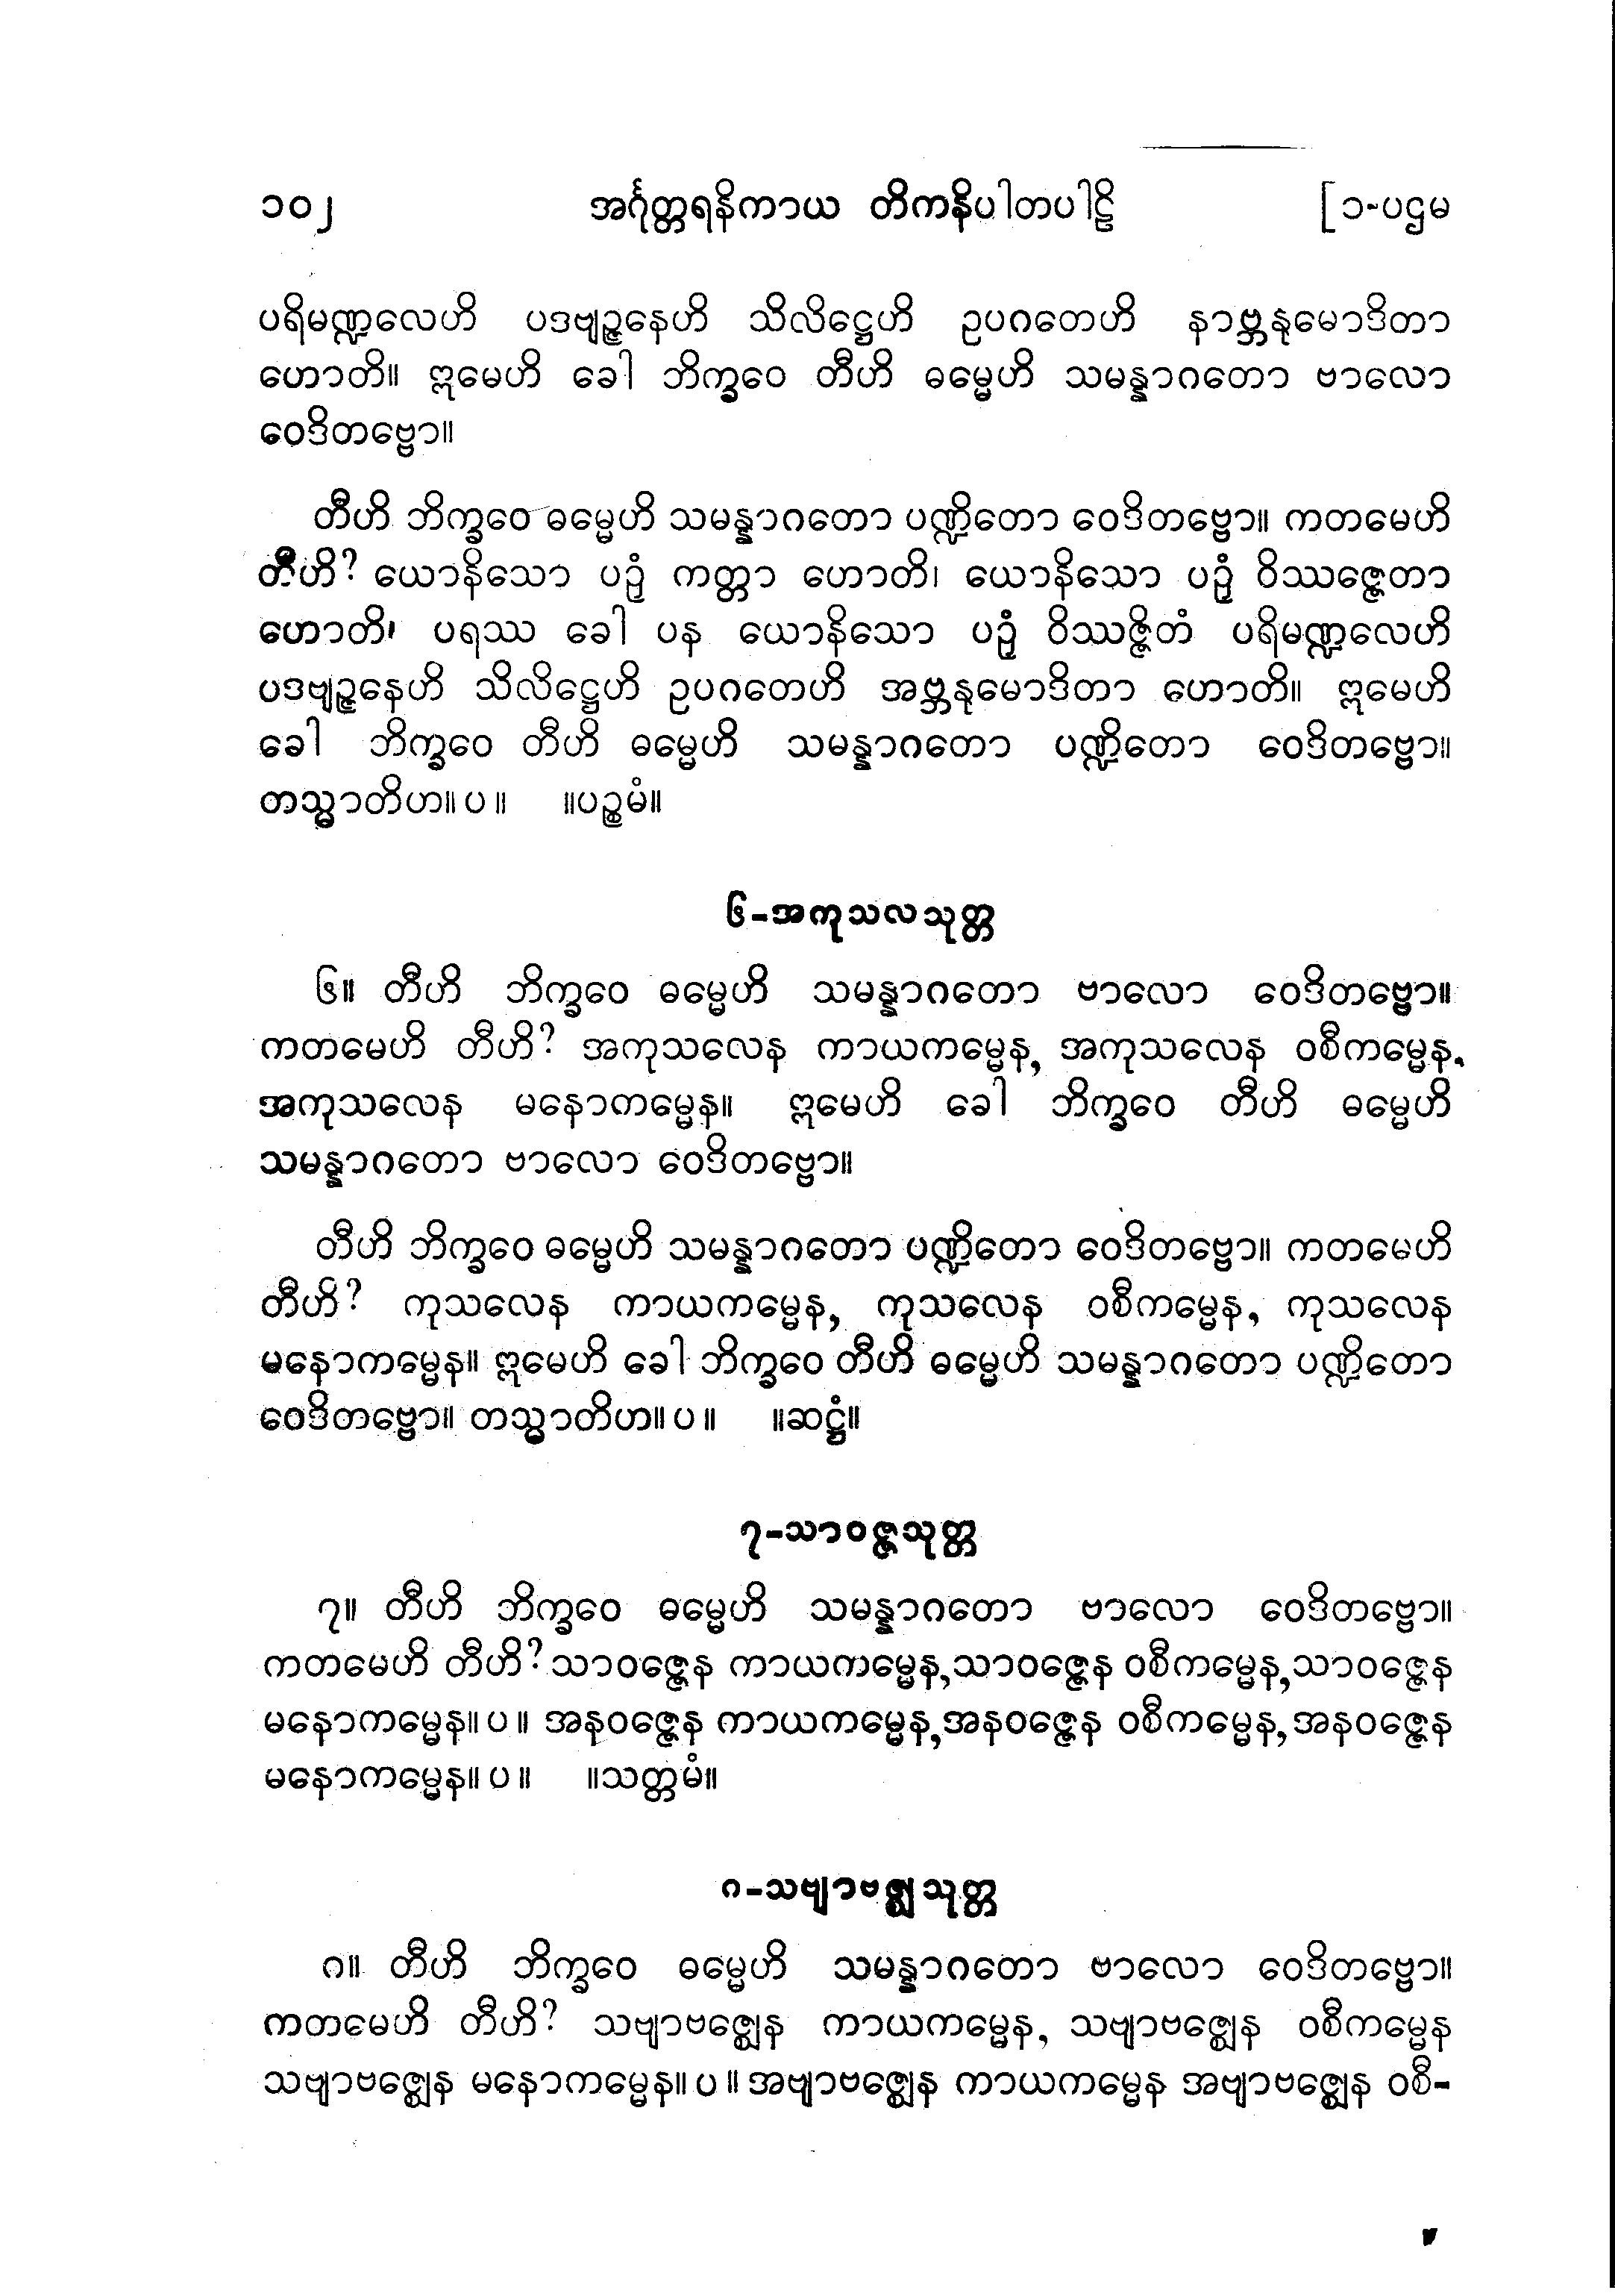 ၁၀၂ အင်္ဂုတ္တရနိကာယ တိကနိပါတပါဠိ [၁-ပဌမ
ပရိမဏ္ဍလေဟိ ပဒဗျဉ္ဇနေဟိ သိလိဋ္ဌေဟိ ဥပဂတေဟိ နာဗ္ဘနုမောဒိတာ
ဟောတိ။ ဣမေဟိ ခေါ ဘိက္ခဝေ တီဟိ ဓမ္မေဟိ သမန္နာဂတော ဗာလော
ဝေဒိတဗ္ဗော။
တီဟိ ဘိက္ခဝေ ဓမ္မေဟိ သမန္နာဂတော ပဏ္ဍိတော ဝေဒိတဗ္ဗော။ ကတမေဟိ
တီဟိ? ယောနိသော ပဉှံ ကတ္တာ ဟောတိ၊ ယောနိသော ပဉှံ ဝိဿဇ္ဇေတာ
ဟောတိ၊ ပရဿ ခေါ ပန ယောနိသော ပဉှံ ဝိဿဇ္ဇိတံ ပရိမဏ္ဍလေဟိ
ပဒဗျဉ္ဇနေဟိ သိလိဋ္ဌေဟိ ဥပဂတေဟိ အဗ္ဘနုမောဒိတာ ဟောတိ။ ဣမေဟိ
ခေါ ဘိက္ခဝေ တီဟိ ဓမ္မေဟိ သမန္နာဂတော ပဏ္ဍိတော ဝေဒိတဗ္ဗော။
တသ္မာတိဟ။ပ။ ။ပဉ္စမံ။
၆-အကုသလသုတ္တ
၆။ တီဟိ ဘိက္ခဝေ ဓမ္မေဟိ သမန္နာဂတော ဗာလော ဝေဒိတဗ္ဗော။
ကတမေဟိ တီဟိ? အကုသလေန ကာယကမ္မေန, အကုသလေန ဝစီကမ္မေန,
အကုသလေန မနောကမ္မေန။ ဣမေဟိ ခေါ ဘိက္ခဝေ တီဟိ ဓမ္မေဟိ
သမန္နာဂတော ဗာလော ဝေဒိတဗ္ဗော။
တီဟိ ဘိက္ခဝေ ဓမ္မေဟိ သမန္နာဂတော ပဏ္ဍိတော ဝေဒိတဗ္ဗော။ ကတမေဟိ
တီဟိ? ကုသလေန ကာယကမ္မေန, ကုသလေန ဝစီကမ္မေန, ကုသလေန
မနောကမ္မေန။ ဣမေဟိ ခေါ ဘိက္ခဝေ တီဟိ ဓမ္မေဟိ သမန္နာဂတော ပဏ္ဍိတော
ဝေဒိတဗ္ဗော။ တသ္မာတိဟ။ပ။ ။ဆဋ္ဌံ။
၇-သာဝဇ္ဇသုတ္တ
၇။ တီဟိ ဘိက္ခဝေ ဓမ္မေဟိ သမန္နာဂတော ဗာလော ဝေဒိတဗ္ဗော။
ကတမေဟိ တီဟိ? သာဝဇ္ဇေန ကာယကမ္မေန, သာဝဇ္ဇေန ဝစီကမ္မေန, သာဝဇ္ဇေန
မနောကမ္မေန။ပ။ အနဝဇ္ဇေန ကာယကမ္မေန, အနဝဇ္ဇေန ဝစီကမ္မေန, အနဝဇ္ဇေန
မနောကမ္မေန။ပ။ ။သတ္တမံ။
၈-သဗျာဗဇ္ဈသုတ္တ
၈။ တီဟိ ဘိက္ခဝေ ဓမ္မေဟိ သမန္နာဂတော ဗာလော ဝေဒိတဗ္ဗော။
ကတမေဟိ တီဟိ? သဗျာဗဇ္ဈေန ကာယကမ္မေန, သဗျာဗဇ္ဈေန ဝစီကမ္မေန
သဗျာဗဇ္ဈေန မနောကမ္မေန။ပ။ အဗျာဗဇ္ဈေန ကာယကမ္မေန အဗျာဗဇ္ဈေန ဝစီ-